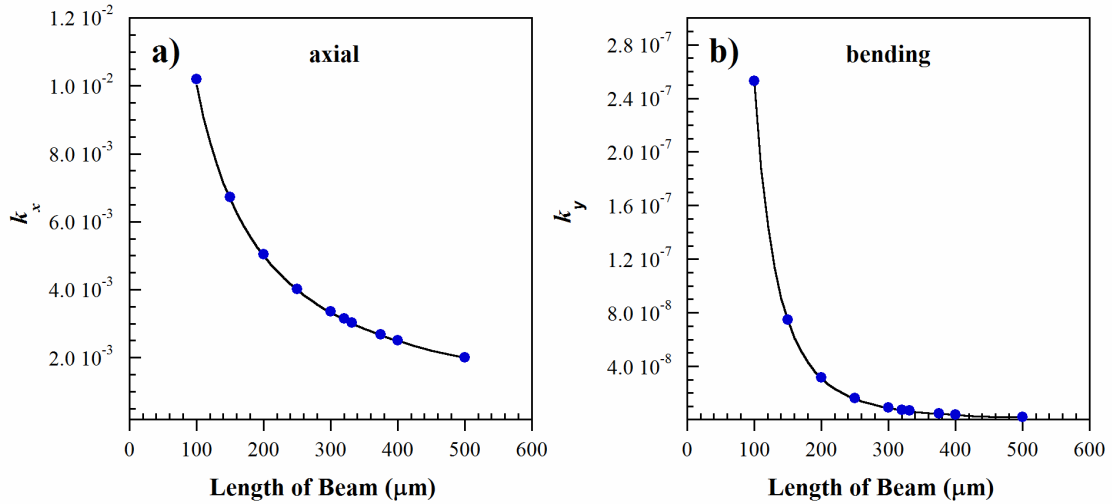 a)
axial
1.2 10⁻²
1.0 10⁻²
8.0 10⁻³
6.0 10⁻³
4.0 10⁻³
2.0 10⁻³
kₓ
0 100 200 300 400 500 600
Length of Beam (μm)
b)
bending
2.8 10⁻⁷
2.4 10⁻⁷
2.0 10⁻⁷
1.6 10⁻⁷
1.2 10⁻⁷
8.0 10⁻⁸
4.0 10⁻⁸
k_y
0 100 200 300 400 500 600
Length of Beam (μm)